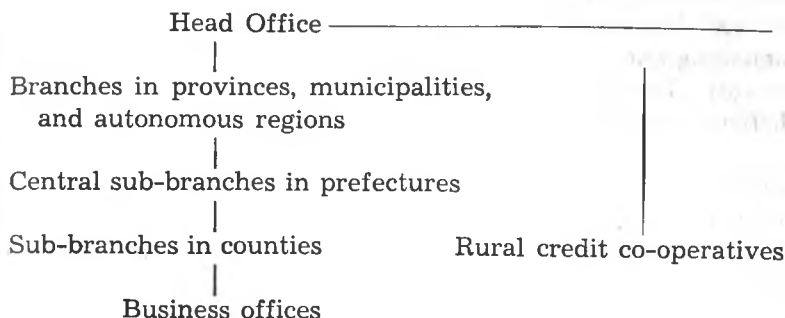 Head Office
Branches in provinces, municipalities,
and autonomous regions
Central sub-branches in prefectures
Sub-branches in counties
Rural credit co-operatives
Business offices